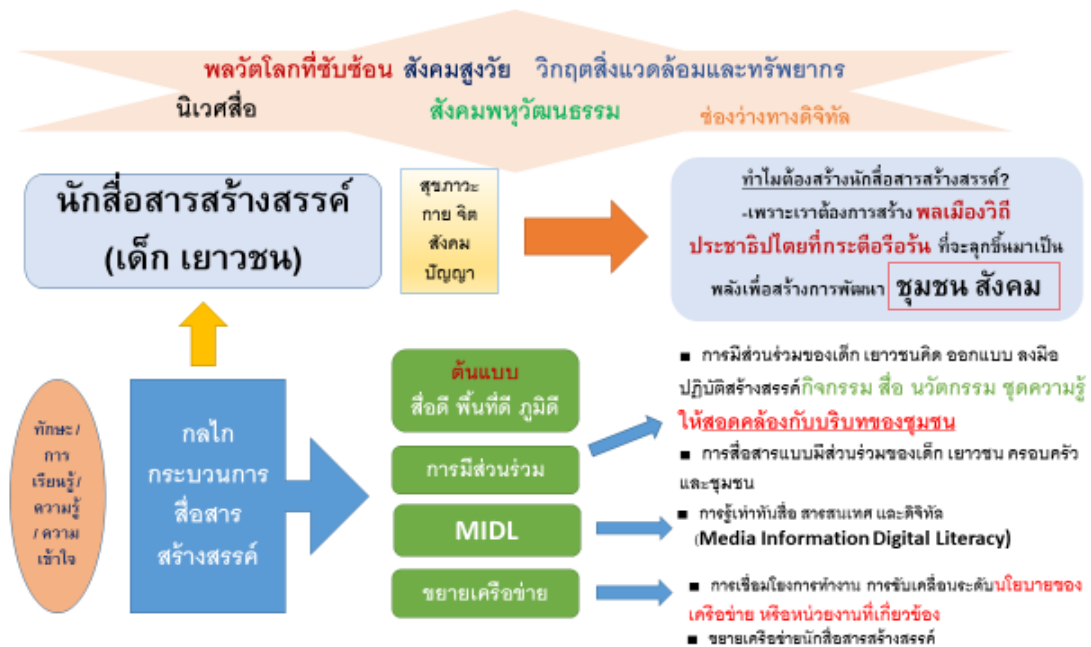 พลวัตโลกที่ซับซ้อน สังคมสูงวัย วิกฤตสิ่งแวดล้อมและทรัพยากร
นิเวศสื่อ สังคมพหุวัฒนธรรม ช่องว่างทางดิจิทัล
นักสื่อสารสร้างสรรค์
(เด็ก เยาวชน)
สุขภาวะ
กาย จิต
สังคม
ปัญญา
ทำไมต้องสร้างนักสื่อสารสร้างสรรค์?
-เพราะเราต้องการสร้าง พลเมืองวิถี
ประชาธิปไตยที่กระตือรือร้น ที่จะลุกขึ้นมาเป็น
พลังเพื่อสร้างการพัฒนา ชุมชน สังคม
ทักษะ/
การ
เรียนรู้/
ความรู้
/ความ
เข้าใจ
กลไก
กระบวนการ
สื่อสาร
สร้างสรรค์
ต้นแบบ
สื่อดี พื้นที่ดี ภูมิดี
การมีส่วนร่วม
MIDL
ขยายเครือข่าย
■ การมีส่วนร่วมของเด็ก เยาวชนคิด ออกแบบ ลงมือ
ปฏิบัติสร้างสรรค์กิจกรรม สื่อ นวัตกรรม ชุดความรู้
ให้สอดคล้องกับบริบทของชุมชน
■ การสื่อสารแบบมีส่วนร่วมของเด็ก เยาวชน ครอบครัว
และชุมชน
■ การรู้เท่าทันสื่อ สารสนเทศ และดิจิทัล
(Media Information Digital Literacy)
■ การเชื่อมโยงการทำงาน การขับเคลื่อนระดับนโยบายของ
เครือข่าย หรือหน่วยงานที่เกี่ยวข้อง
■ ขยายเครือข่ายนักสื่อสารสร้างสรรค์